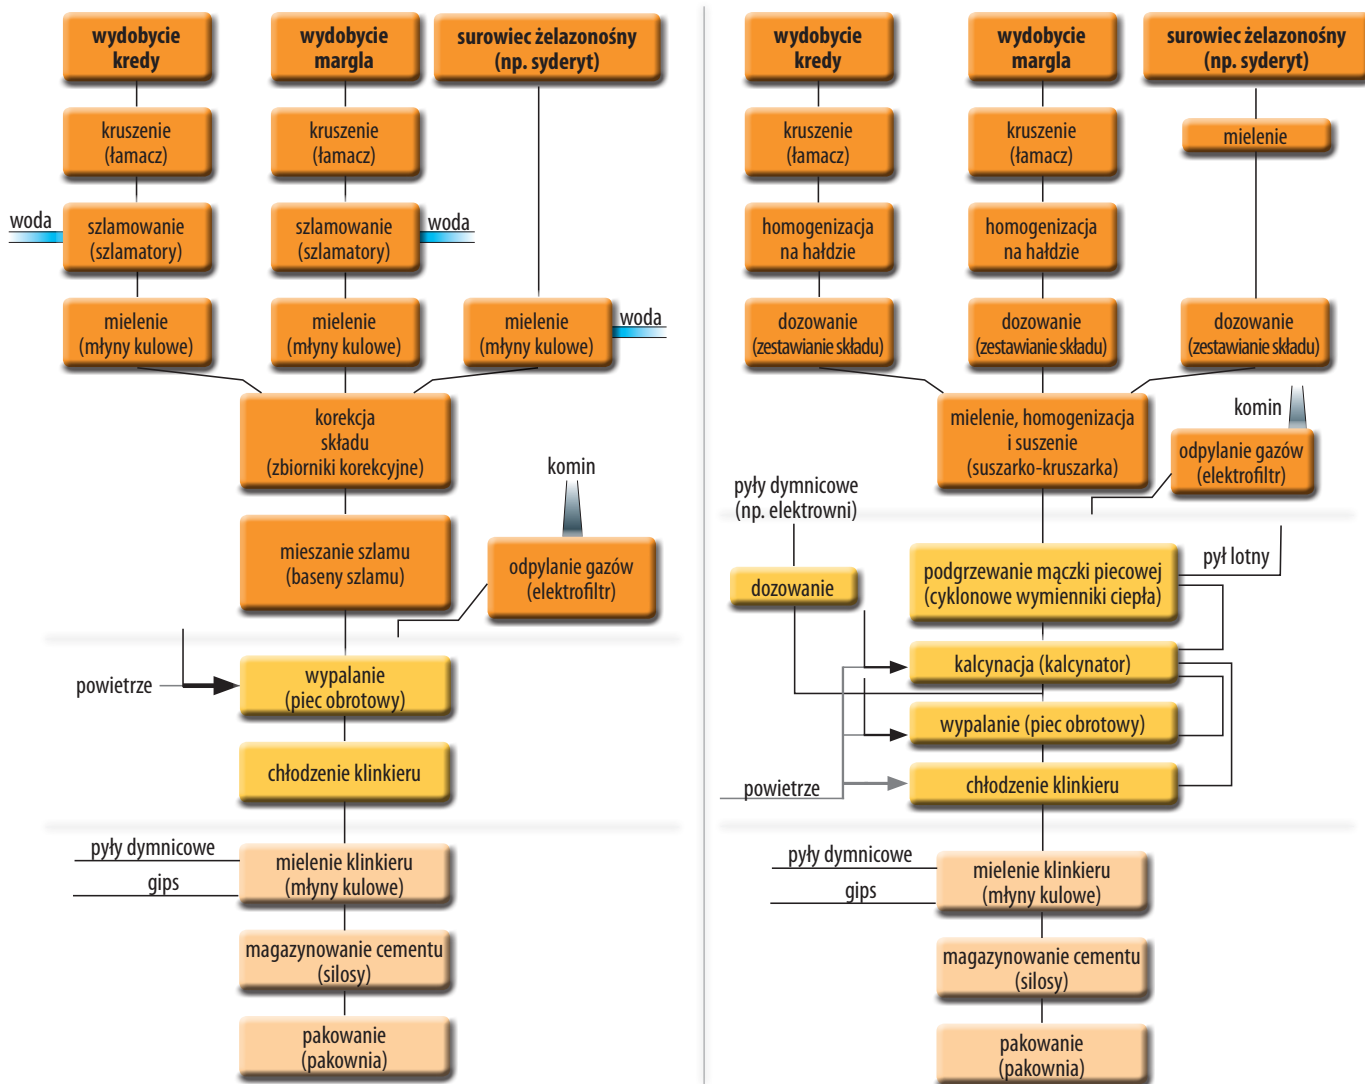 wydobycie
kredy
wydobycie
margla
surowiec żelazonośny
(np. syderyt)
kruszenie
(łamacz)
kruszenie
(łamacz)
woda
szlamowanie
(szlamatory)
szlamowanie
(szlamatory)
woda
mielenie
(młyny kulowe)
mielenie
(młyny kulowe)
mielenie
(młyny kulowe)
woda
korekcja
składu
(zbiorniki korekcyjne)
komin
mieszanie szlamu
(baseny szlamu)
odpylanie gazów
(elektrofiltr)
powietrze
wypalanie
(piec obrotowy)
chłodzenie klinkieru
pyły dymnicowe
gips
mielenie klinkieru
(młyny kulowe)
magazynowanie cementu
(silosy)
pakowanie
(pakownia)
wydobycie
kredy
wydobycie
margla
surowiec żelazonośny
(np. syderyt)
kruszenie
(łamacz)
kruszenie
(łamacz)
mielenie
homogenizacja
na hałdzie
homogenizacja
na hałdzie
dozowanie
(zestawianie składu)
dozowanie
(zestawianie składu)
dozowanie
(zestawianie składu)
mielenie, homogenizacja
i suszenie
(suszarko-kruszarka)
komin
odpylanie gazów
(elektrofiltr)
pyły dymnicowe
(np. elektrowni)
dozowanie
podgrzewanie mączki piecowej
(cyklonowe wymienniki ciepła)
pył lotny
kalcynacja (kalcynator)
wypalanie (piec obrotowy)
powietrze
chłodzenie klinkieru
pyły dymnicowe
gips
mielenie klinkieru
(młyny kulowe)
magazynowanie cementu
(silosy)
pakowanie
(pakownia)